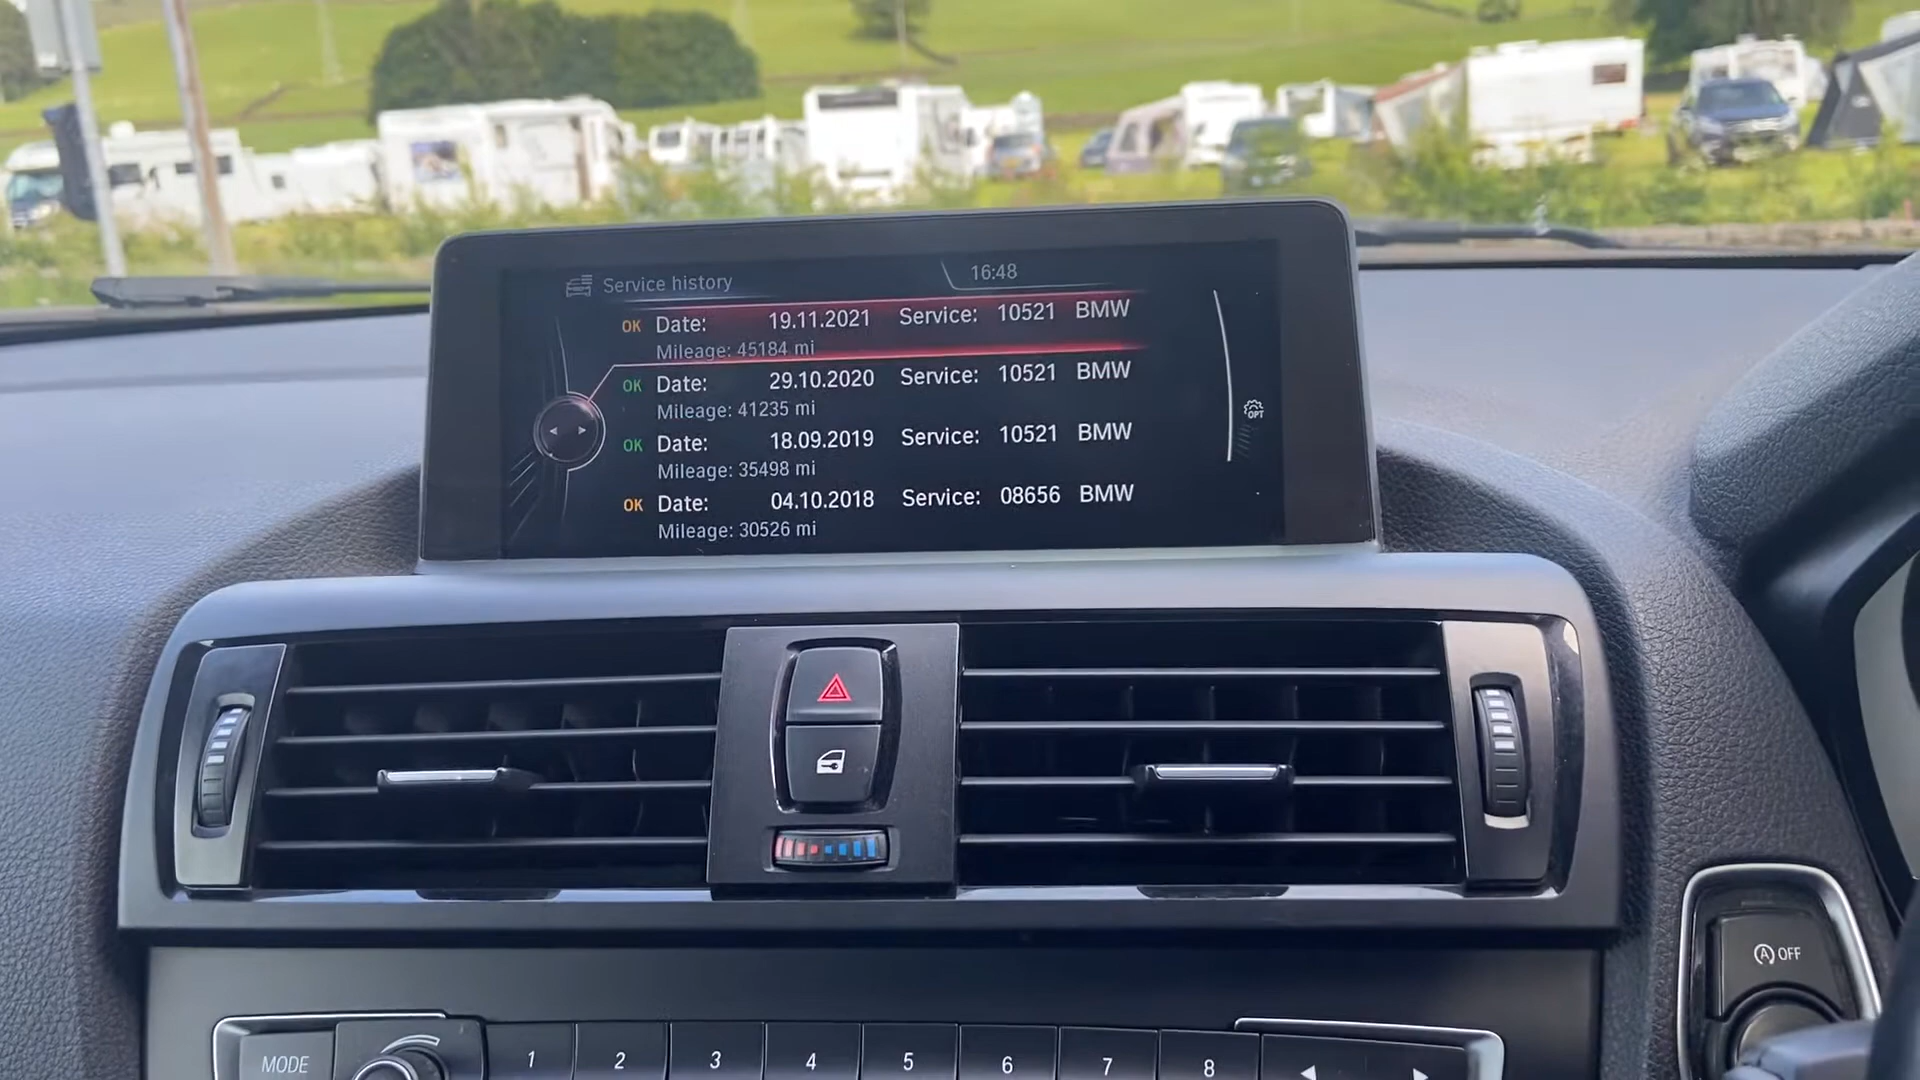 Service history 16:48
OK Date: 19.11.2021 Service: 10521 BMW
Mileage: 45184 mi
OK Date: 29.10.2020 Service: 10521 BMW
Mileage: 41235 mi
OK Date: 18.09.2019 Service: 10521 BMW
Mileage: 35498 mi
OK Date: 04.10.2018 Service: 08656 BMW
Mileage: 30526 mi
OPT
A OFF
MODE 1 2 3 4 5 6 7 8